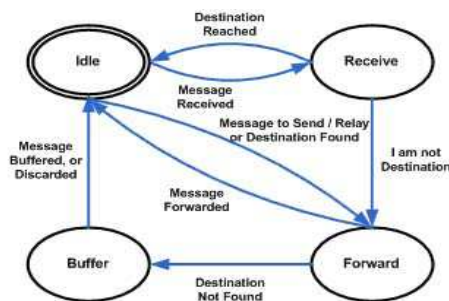 Destination
Reached
Idle
Receive
Message
Received
Message to Send / Relay
or Destination Found
Message
Buffered, or
Discarded
I am not
Destination
Message
Forwarded
Buffer
Forward
Destination
Not Found